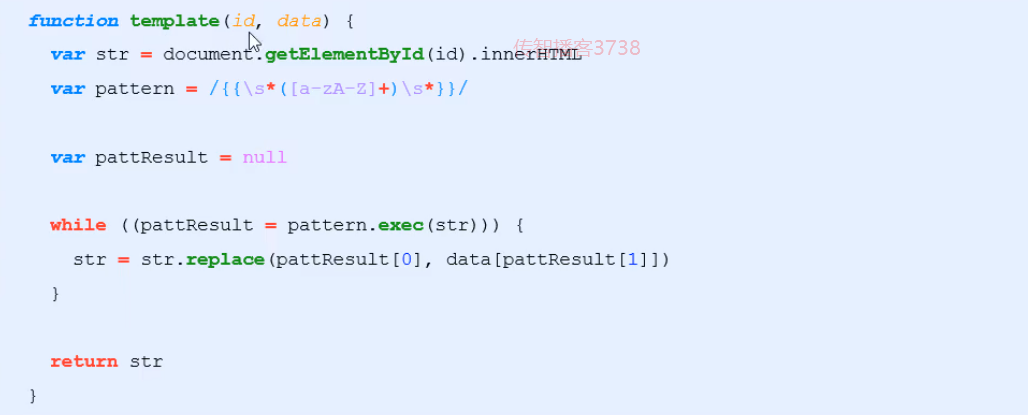 function template(id, data) {
传智播客3738
var str = document.getElementById(id).innerHTML
var pattern = /{{\s*([a-zA-Z]+)\s*}}/
var pattResult = null
while ((pattResult = pattern.exec(str))) {
str = str.replace(pattResult[0], data[pattResult[1]])
}
return str
}